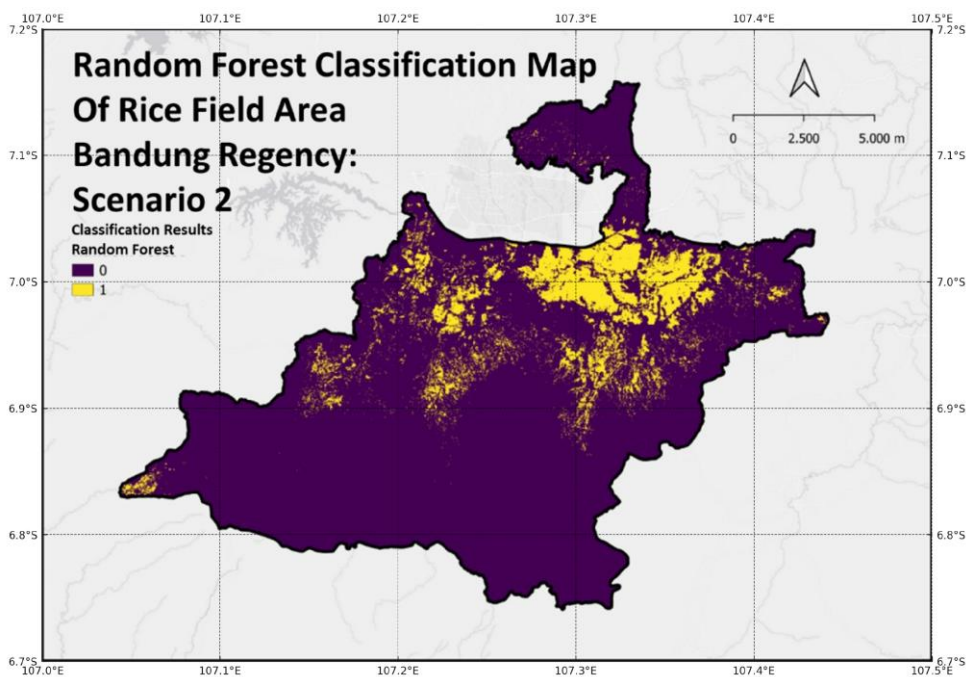 107.0°E 107.1°E 107.2°E 107.3°E 107.4°E 107.5°E
7.2°S 7.2°S
Random Forest Classification Map
Of Rice Field Area
Bandung Regency:
Scenario 2
0 2.500 5.000 m
7.1°S 7.1°S
Classification Results
Random Forest
0
1
7.0°S 7.0°S
6.9°S 6.9°S
6.8°S 6.8°S
6.7°S 6.7°S
107.0°E 107.1°E 107.2°E 107.3°E 107.4°E 107.5°E